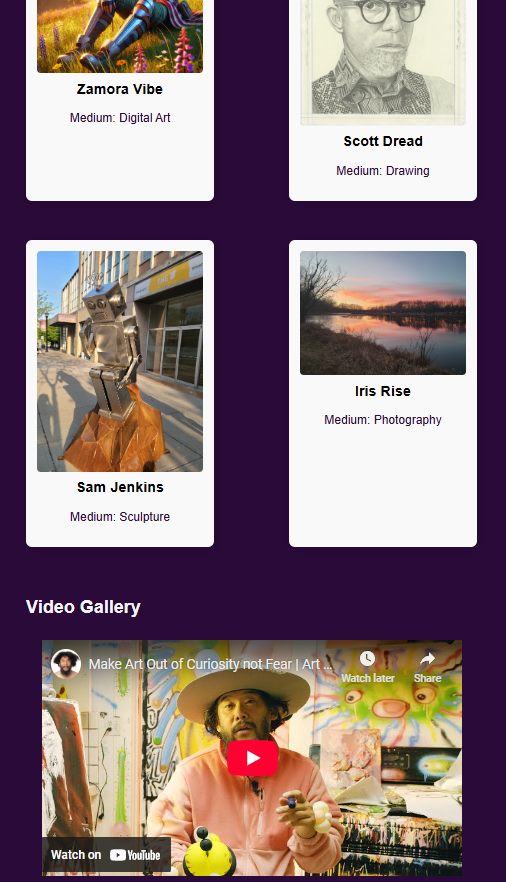 Zamora Vibe
Medium: Digital Art
Scott Dread
Medium: Drawing
Sam Jenkins
Medium: Sculpture
Iris Rise
Medium: Photography
Video Gallery
Make Art Out of Curiosity not Fear | Art ...
Watch later
Share
Watch on YouTube